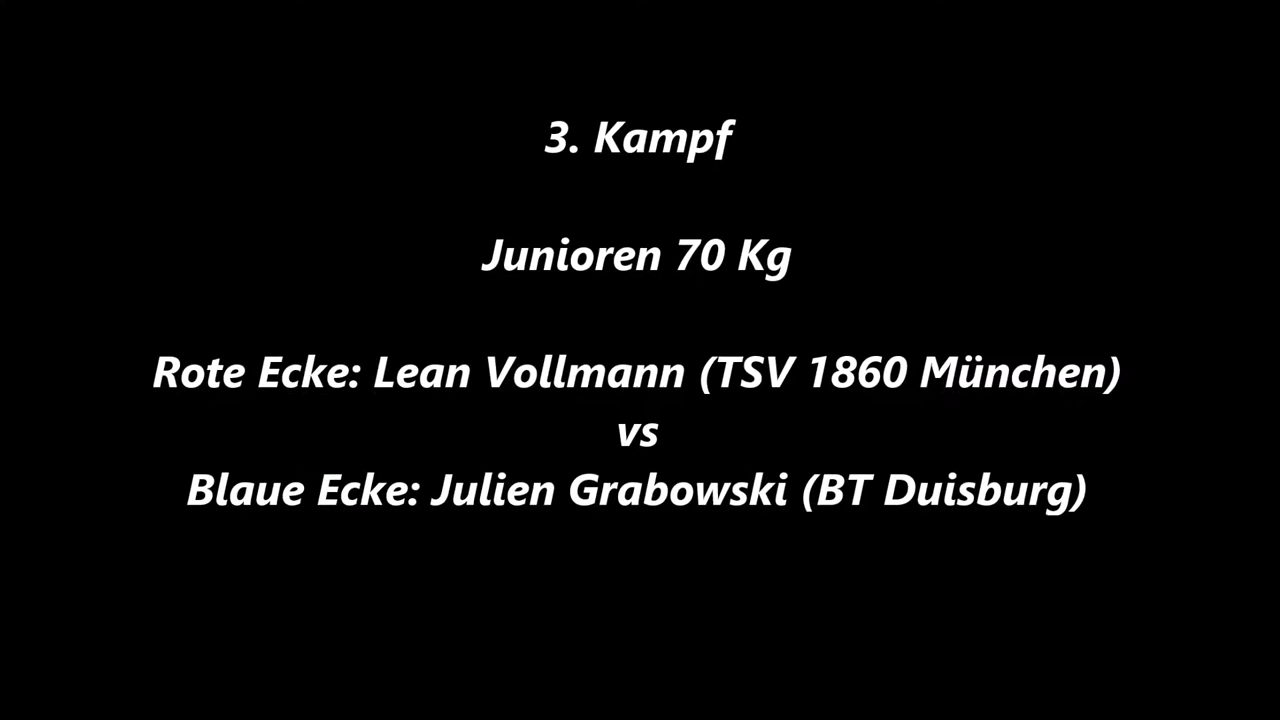 3. Kampf
Junioren 70 Kg
Rote Ecke: Lean Vollmann (TSV 1860 München)
vs
Blaue Ecke: Julien Grabowski (BT Duisburg)